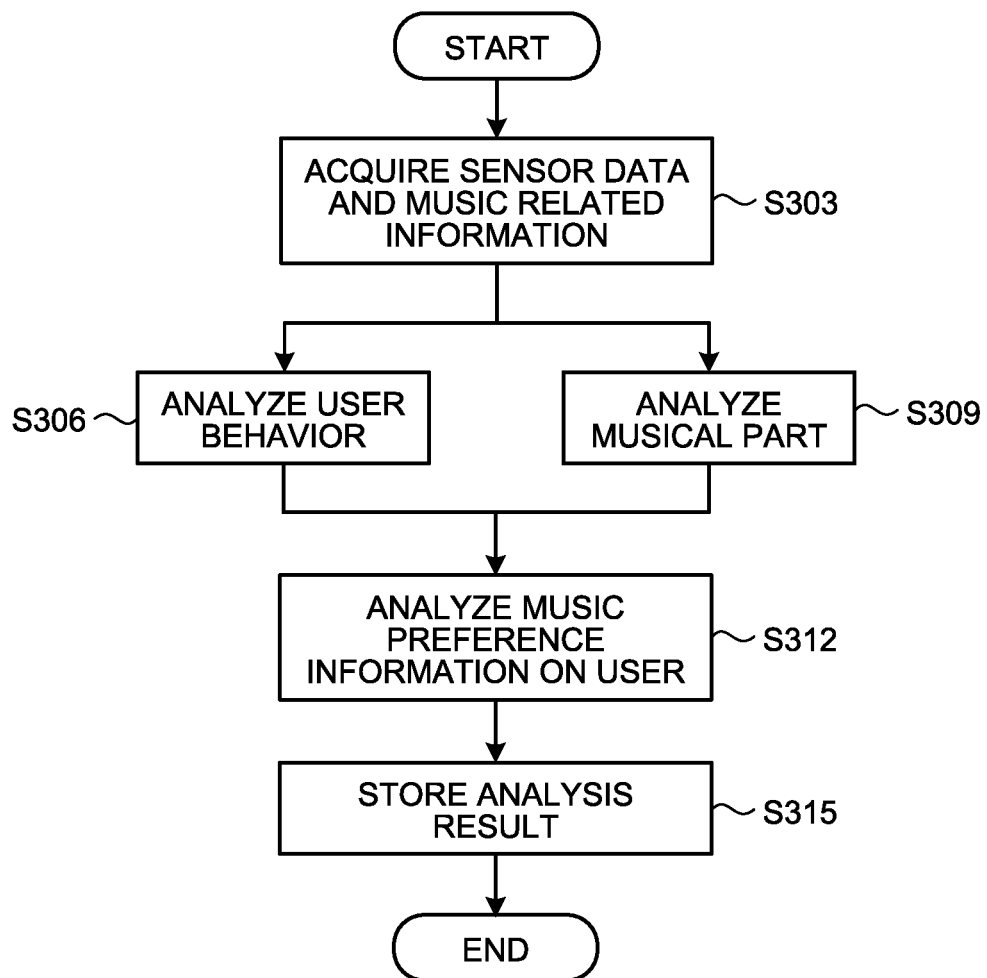 START
ACQUIRE SENSOR DATA
AND MUSIC RELATED
INFORMATION
S303
S306
ANALYZE USER
BEHAVIOR
ANALYZE
MUSICAL PART
S309
ANALYZE MUSIC
PREFERENCE
INFORMATION ON USER
S312
STORE ANALYSIS
RESULT
S315
END